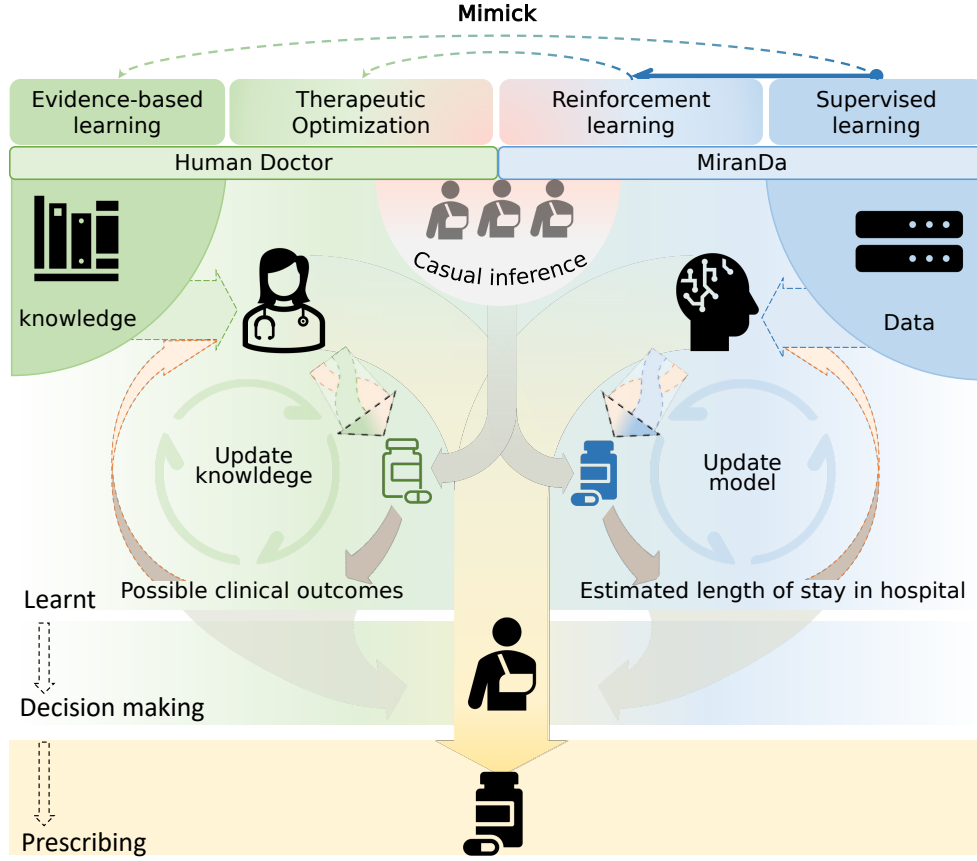 Mimick
Evidence-based
learning
Therapeutic
Optimization
Reinforcement
learning
Supervised
learning
Human Doctor
MiranDa
Casual inference
knowledge
Data
Update
knowldege
Update
model
Possible clinical outcomes
Estimated length of stay in hospital
Learnt
Decision making
Prescribing